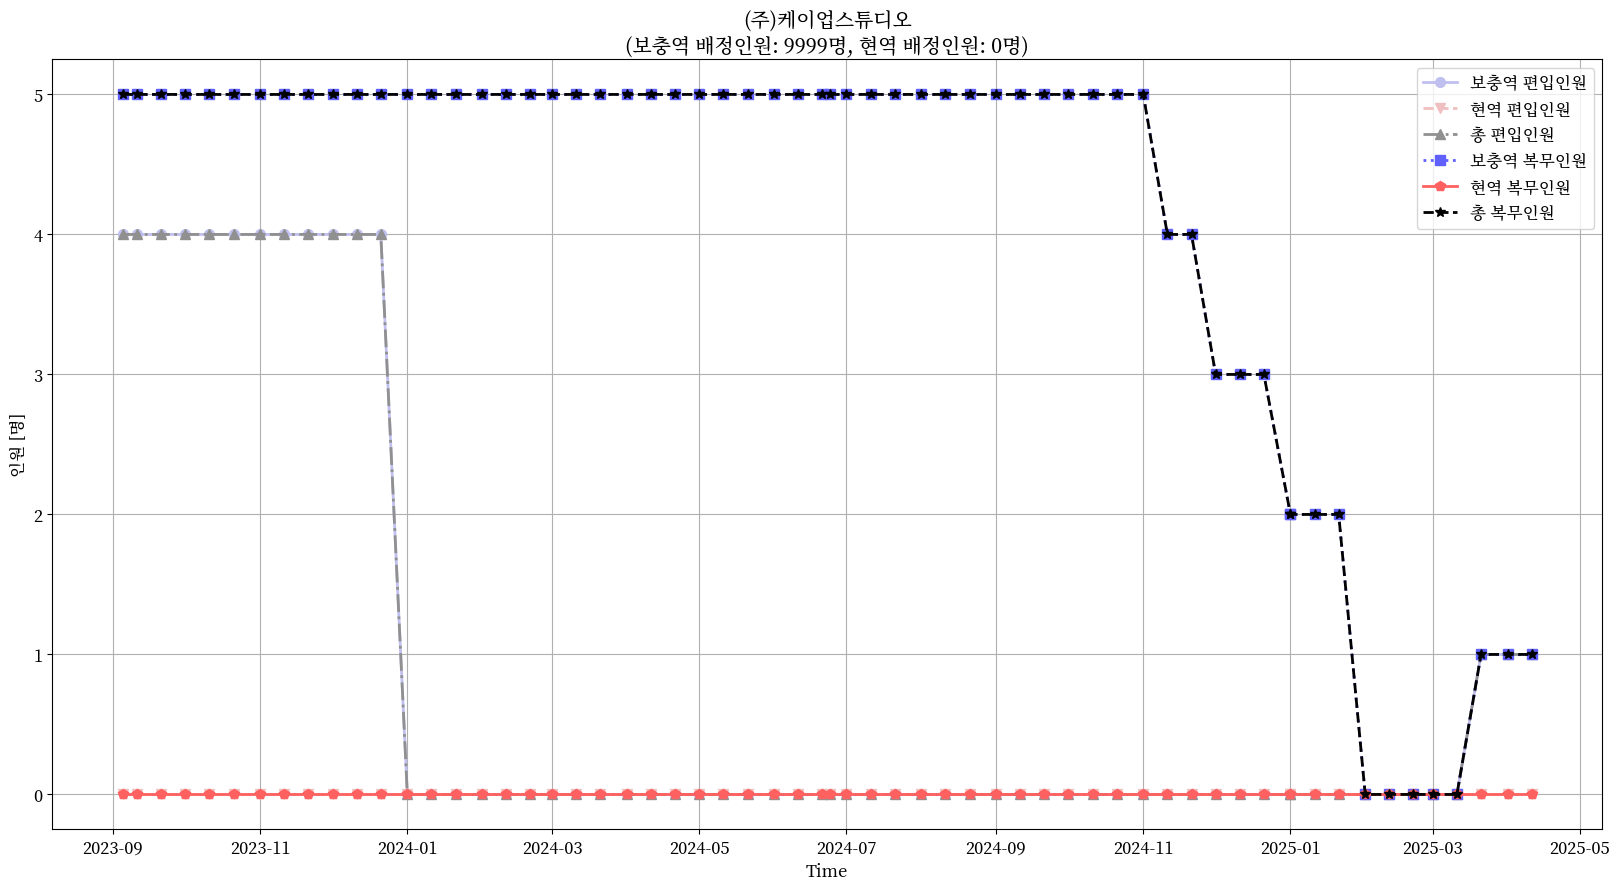 (주)케이업스튜디오
(보충역 배정인원: 9999명, 현역 배정인원: 0명)
보충역 편입인원
현역 편입인원
총 편입인원
보충역 복무인원
현역 복무인원
총 복무인원
인원 [명]
5
4
3
2
1
0
2023-09
2023-11
2024-01
2024-03
2024-05
2024-07
2024-09
2024-11
2025-01
2025-03
2025-05
Time